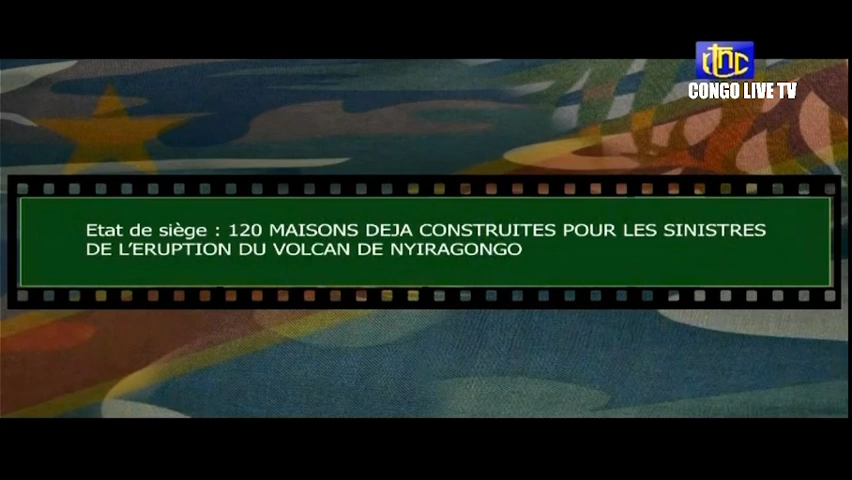 rtnc
CONGO LIVE TV
Etat de siège : 120 MAISONS DEJA CONSTRUITES POUR LES SINISTRES
DE L'ERUPTION DU VOLCAN DE NYIRAGONGO